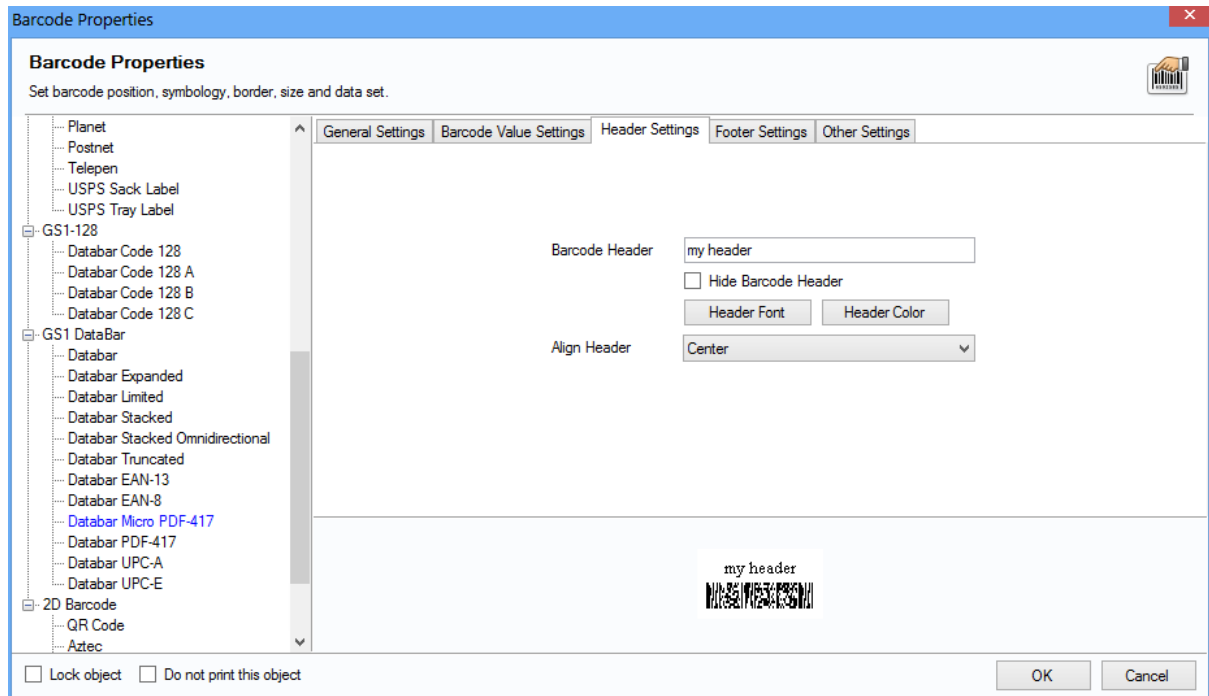 Barcode Properties
Barcode Properties
Set barcode position, symbology, border, size and data set.
Planet
Postnet
Telepen
USPS Sack Label
USPS Tray Label
GS1-128
Databar Code 128
Databar Code 128 A
Databar Code 128 B
Databar Code 128 C
GS1 DataBar
Databar
Databar Expanded
Databar Limited
Databar Stacked
Databar Stacked Omnidirectional
Databar Truncated
Databar EAN-13
Databar EAN-8
Databar Micro PDF-417
Databar PDF-417
Databar UPC-A
Databar UPC-E
2D Barcode
QR Code
Aztec
General Settings Barcode Value Settings Header Settings Footer Settings Other Settings
Barcode Header my header
Hide Barcode Header
Header Font Header Color
Align Header Center
my header
Lock object Do not print this object OK Cancel